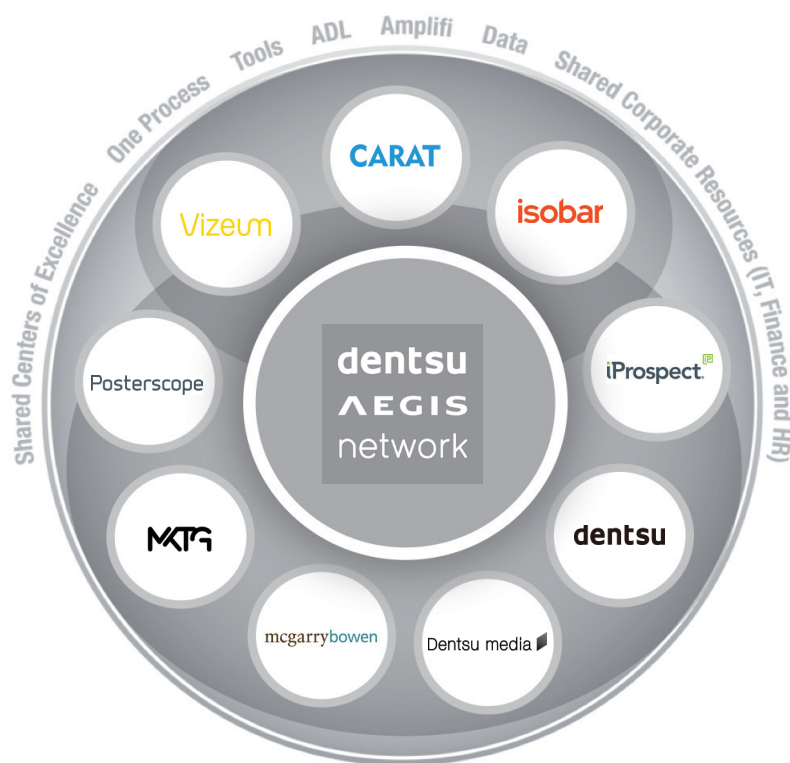 Shared Centers of Excellence
One Process
Tools
ADL
Amplifi
Data
Shared Corporate Resources (IT, Finance and HR)
CARAT
isobar
iProspect.
dentsu
Dentsu media
mcgarrybowen
MKTG
Posterscope
Vizeum
dentsu
AEGIS
network